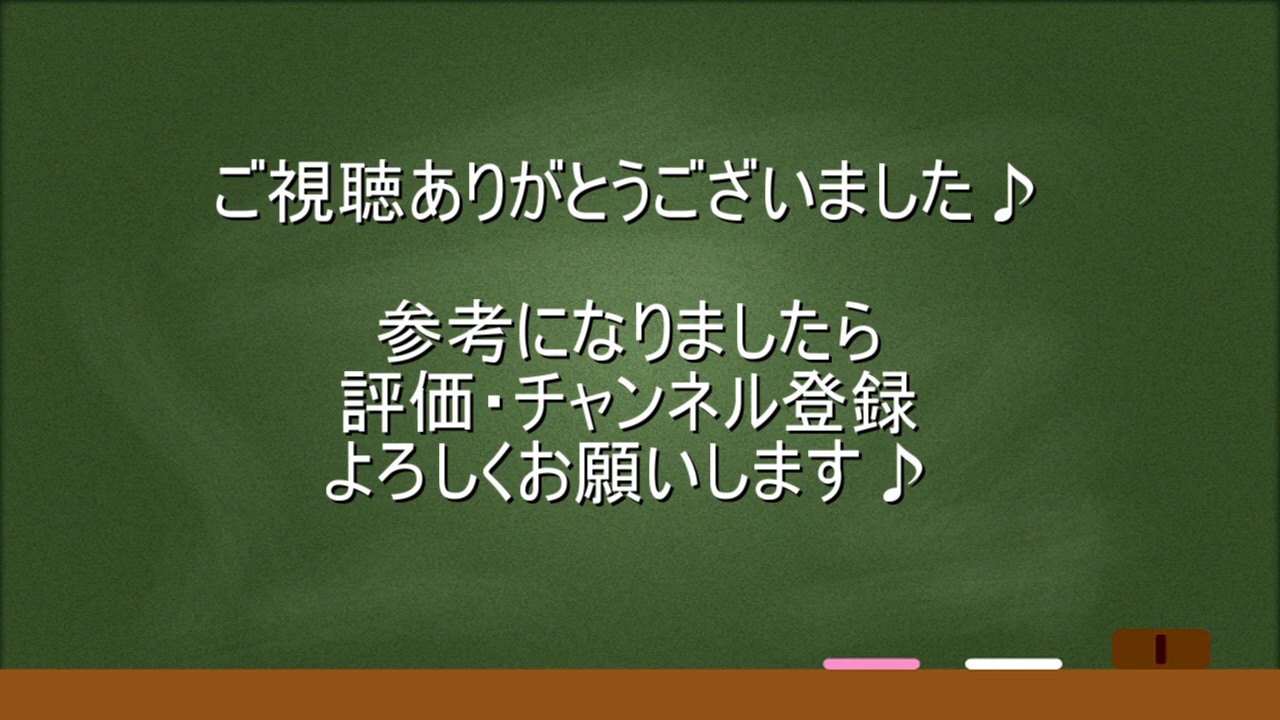 ご視聴ありがとうございました♪
参考になりましたら
評価・チャンネル登録
よろしくお願いします♪